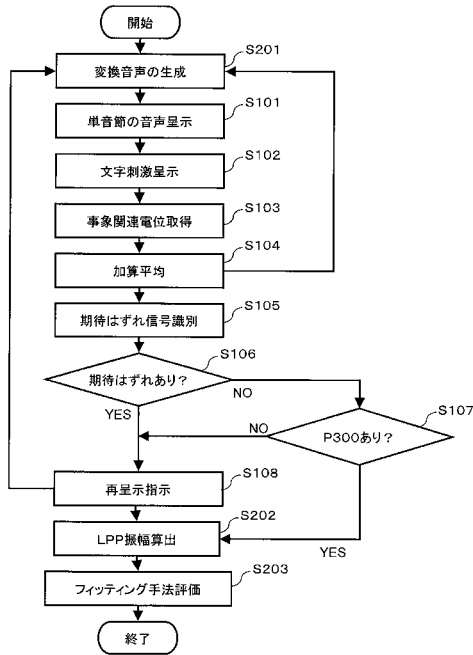 開始
S201
変換音声の生成
S101
単音節の音声呈示
S102
文字刺激呈示
S103
事象関連電位取得
S104
加算平均
S105
期待はずれ信号識別
S106
期待はずれあり?
NO
YES
S107
NO
P300あり?
S108
再呈示指示
S202
LPP振幅算出
YES
S203
フィッティング手法評価
終了